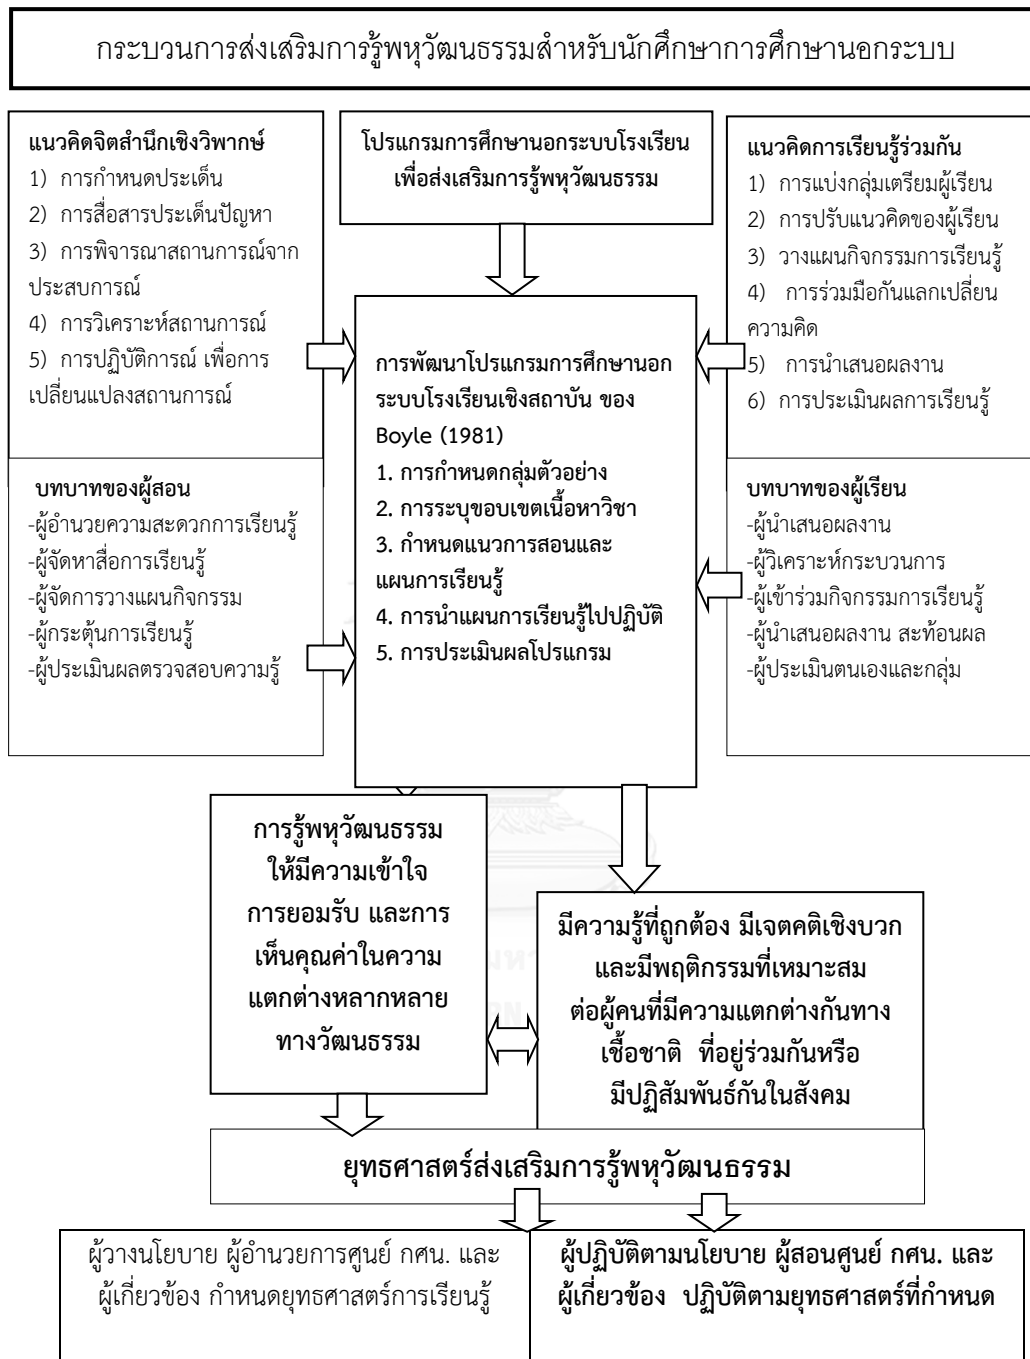 กระบวนการส่งเสริมการรู้พหุวัฒนธรรมสำหรับนักศึกษาการศึกษานอกระบบ
แนวคิดจิตสำนึกเชิงวิพากษ์
1) การกำหนดประเด็น
2) การสื่อสารประเด็นปัญหา
3) การพิจารณาสถานการณ์จาก
ประสบการณ์
4) การวิเคราะห์สถานการณ์
5) การปฏิบัติการณ์ เพื่อการ
เปลี่ยนแปลงสถานการณ์
โปรแกรมการศึกษานอกระบบโรงเรียน
เพื่อส่งเสริมการรู้พหุวัฒนธรรม
แนวคิดการเรียนรู้ร่วมกัน
1) การแบ่งกลุ่มเตรียมผู้เรียน
2) การปรับแนวคิดของผู้เรียน
3) วางแผนกิจกรรมการเรียนรู้
4) การร่วมมือกันแลกเปลี่ยน
ความคิด
5) การนำเสนอผลงาน
6) การประเมินผลการเรียนรู้
การพัฒนาโปรแกรมการศึกษานอก
ระบบโรงเรียนเชิงสถาบัน ของ
Boyle (1981)
1. การกำหนดกลุ่มตัวอย่าง
2. การระบุขอบเขตเนื้อหาวิชา
3. กำหนดแนวการสอนและ
แผนการเรียนรู้
4. การนำแผนการเรียนรู้ไปปฏิบัติ
5. การประเมินผลโปรแกรม
บทบาทของผู้สอน
-ผู้อำนวยความสะดวกการเรียนรู้
-ผู้จัดหาสื่อการเรียนรู้
-ผู้จัดการวางแผนกิจกรรม
-ผู้กระตุ้นการเรียนรู้
-ผู้ประเมินผลตรวจสอบความรู้
บทบาทของผู้เรียน
-ผู้นำเสนอผลงาน
-ผู้วิเคราะห์กระบวนการ
-ผู้เข้าร่วมกิจกรรมการเรียนรู้
-ผู้นำเสนอผลงาน สะท้อนผล
-ผู้ประเมินตนเองและกลุ่ม
การรู้พหุวัฒนธรรม
ให้มีความเข้าใจ
การยอมรับ และการ
เห็นคุณค่าในความ
แตกต่างหลากหลาย
ทางวัฒนธรรม
มีความรู้ที่ถูกต้อง มีเจตคติเชิงบวก
และมีพฤติกรรมที่เหมาะสม
ต่อผู้คนที่มีความแตกต่างกันทาง
เชื้อชาติ ที่อยู่ร่วมกันหรือ
มีปฏิสัมพันธ์กันในสังคม
ยุทธศาสตร์ส่งเสริมการรู้พหุวัฒนธรรม
ผู้วางนโยบาย ผู้อำนวยการศูนย์ กศน. และ
ผู้เกี่ยวข้อง กำหนดยุทธศาสตร์การเรียนรู้
ผู้ปฏิบัติตามนโยบาย ผู้สอนศูนย์ กศน. และ
ผู้เกี่ยวข้อง ปฏิบัติตามยุทธศาสตร์ที่กำหนด